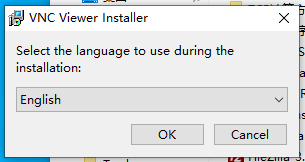 VNC Viewer Installer
Select the language to use during the
installation:
English
OK
Cancel